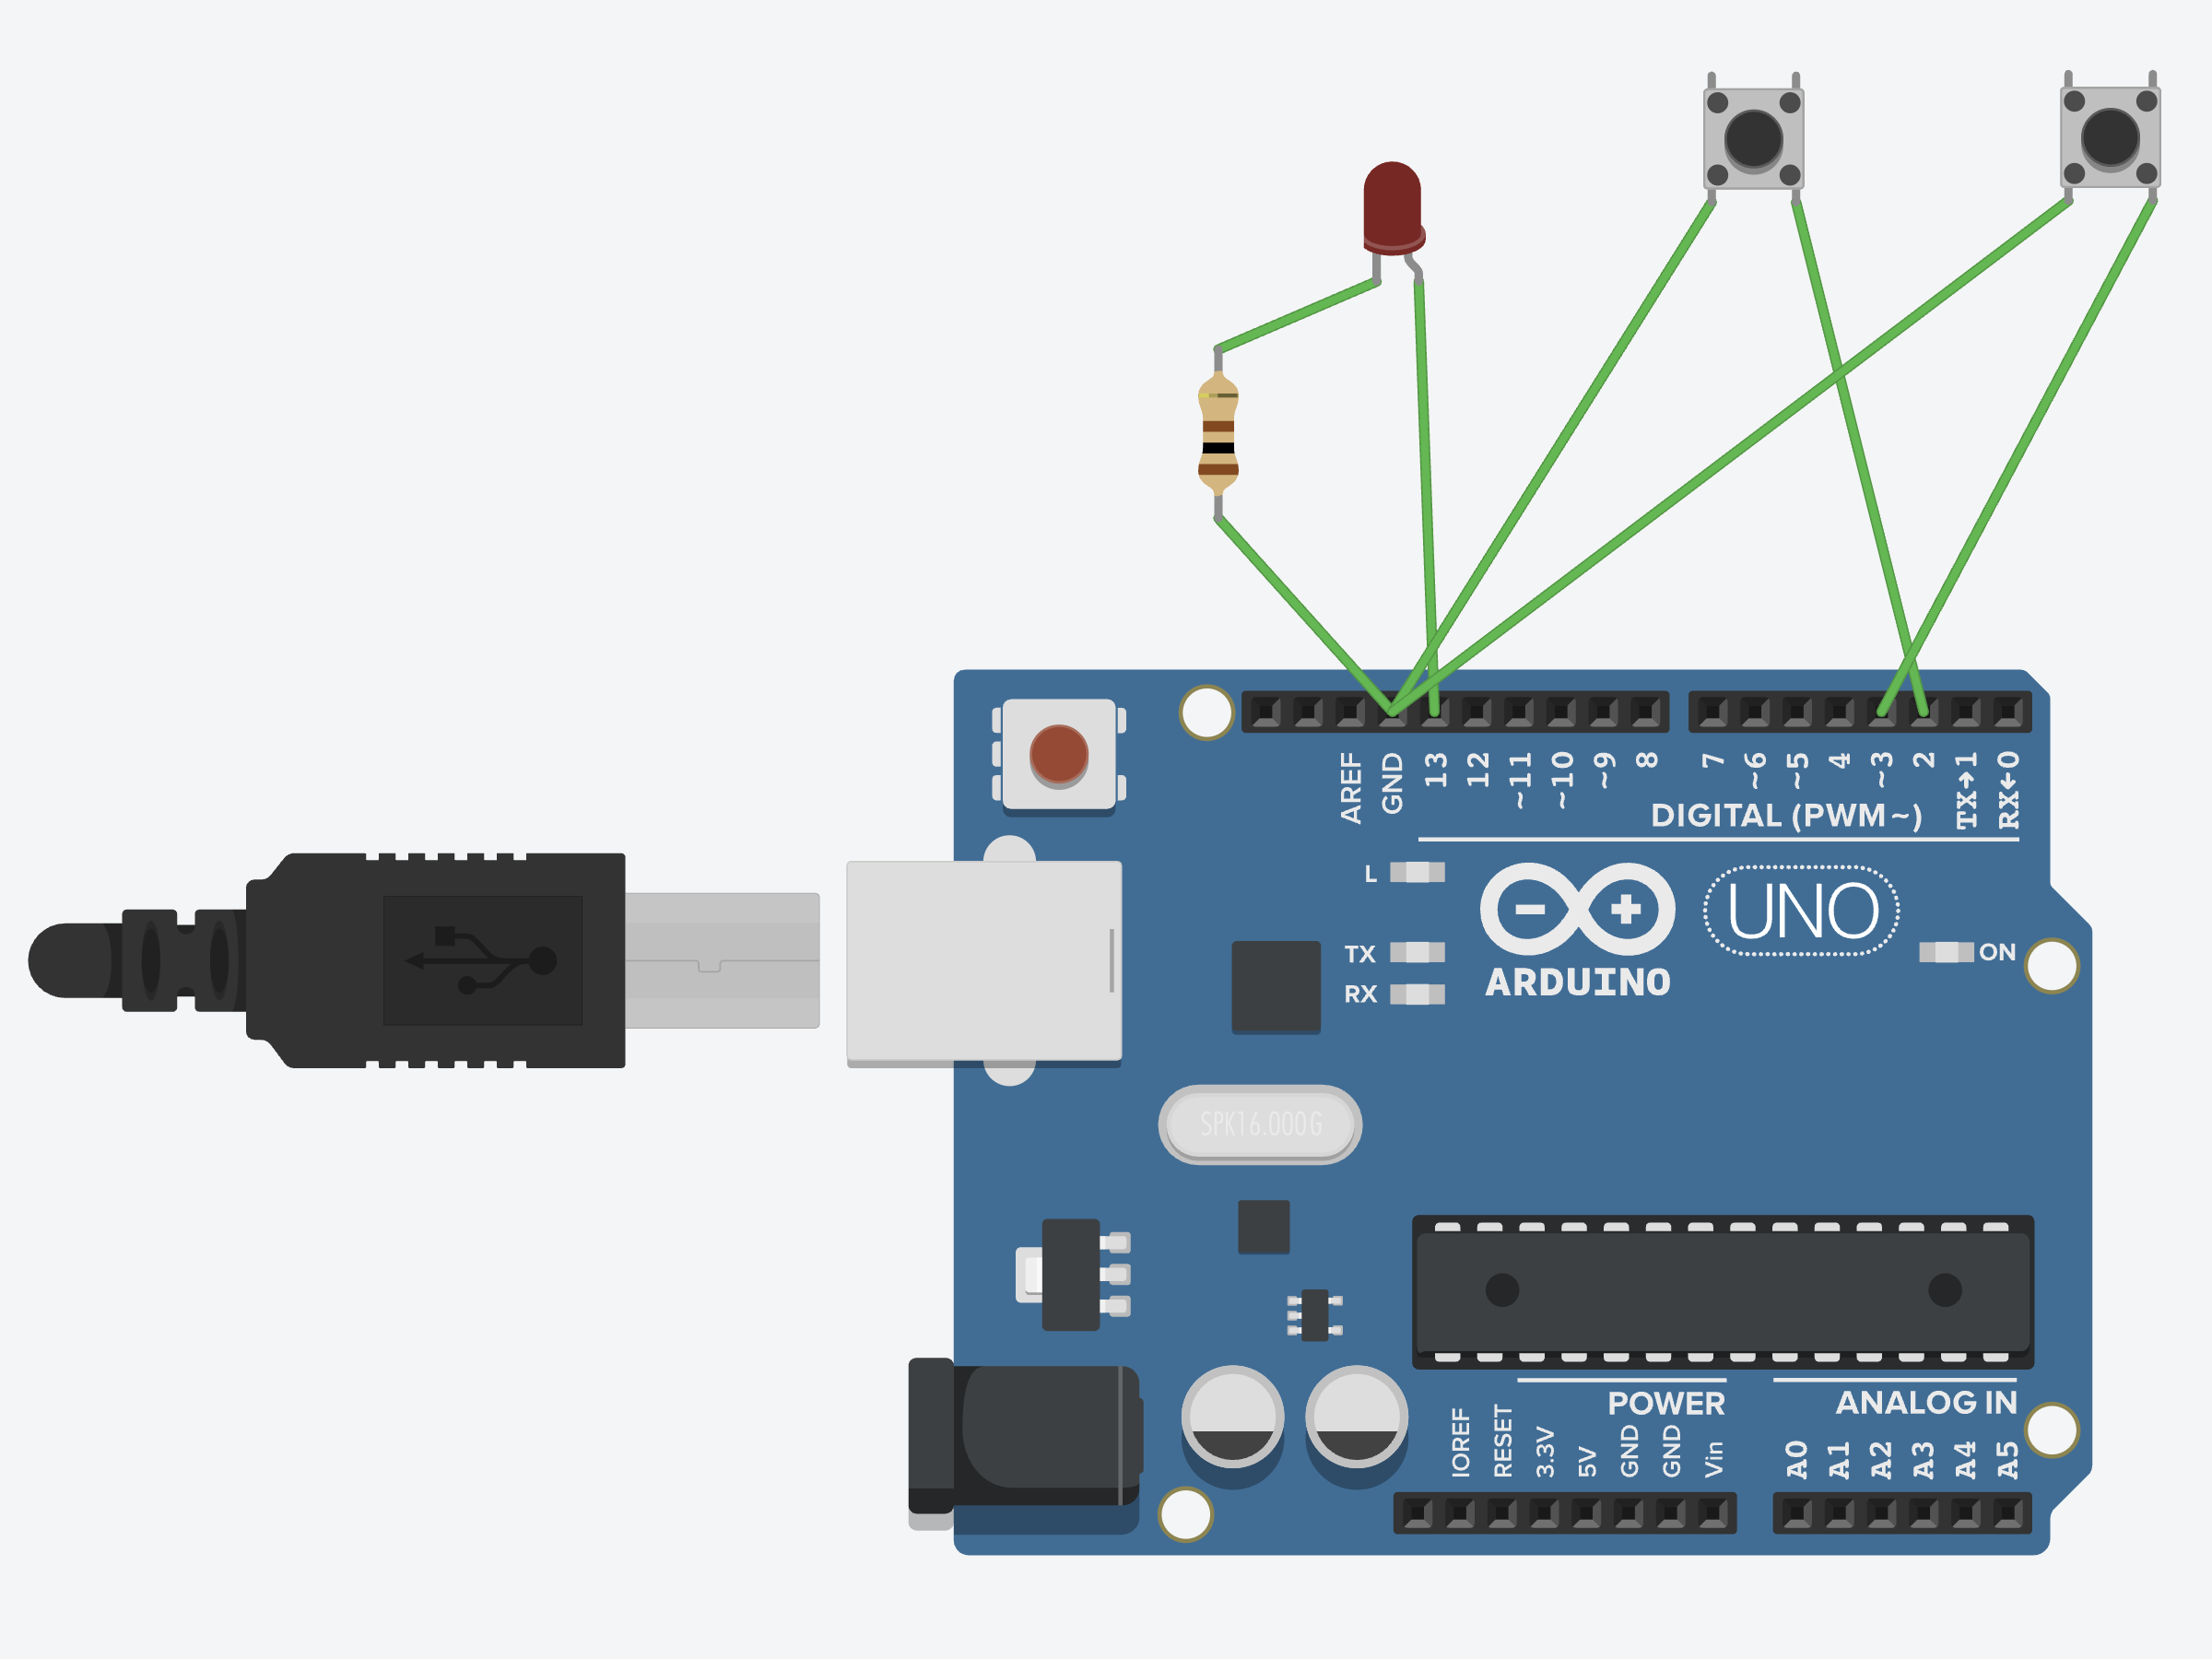 AREF
GND
13
12
~11
~10
~9
8
7
~6
~5
4
~3
2
TX→1
RX←0
DIGITAL (PWM ~)
L
TX
RX
ARDUINO
UNO
ON
SPK16.000G
POWER
ANALOG IN
IOREF
RESET
3.3V
5V
GND
GND
Vin
A0
A1
A2
A3
A4
A5